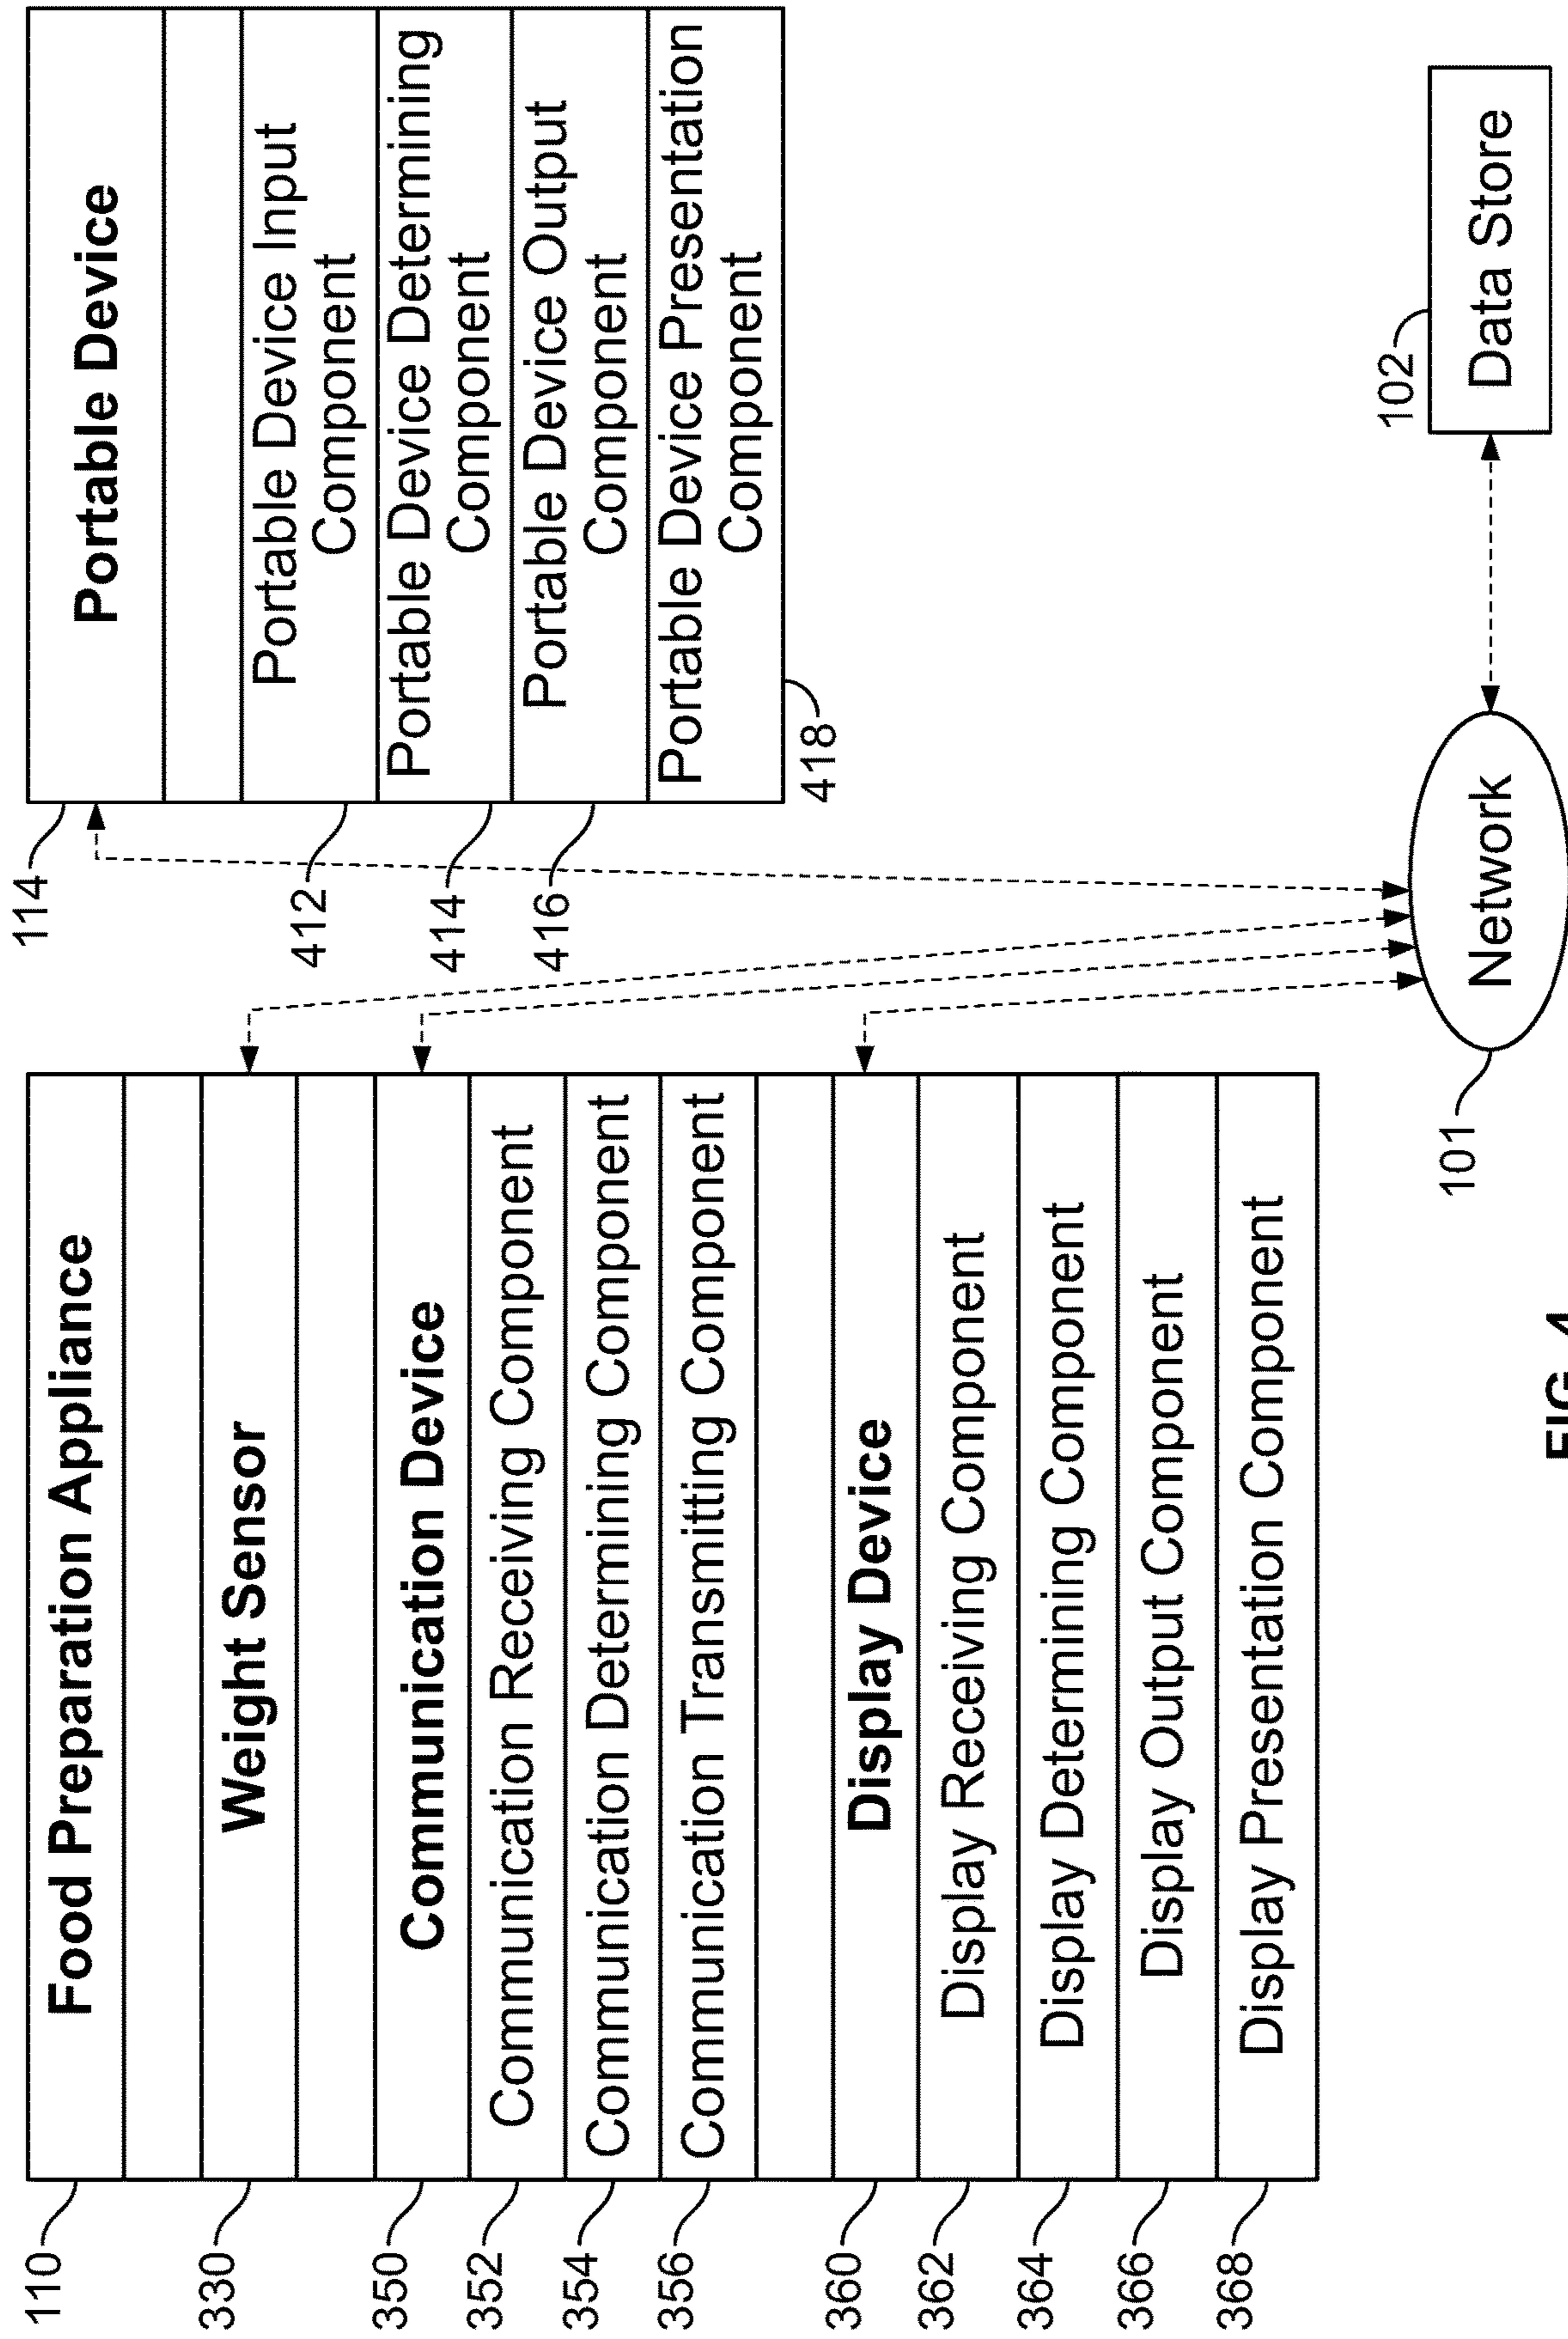 110
Food Preparation Appliance
330
Weight Sensor
350
Communication Device
352
Communication Receiving Component
354
Communication Determining Component
356
Communication Transmitting Component
360
Display Device
362
Display Receiving Component
364
Display Determining Component
366
Display Output Component
368
Display Presentation Component
114
Portable Device
412
Portable Device Input
Component
414
Portable Device Determining
Component
416
Portable Device Output
Component
Portable Device Presentation
Component
418
101
Network
102
Data Store
FIG. 4